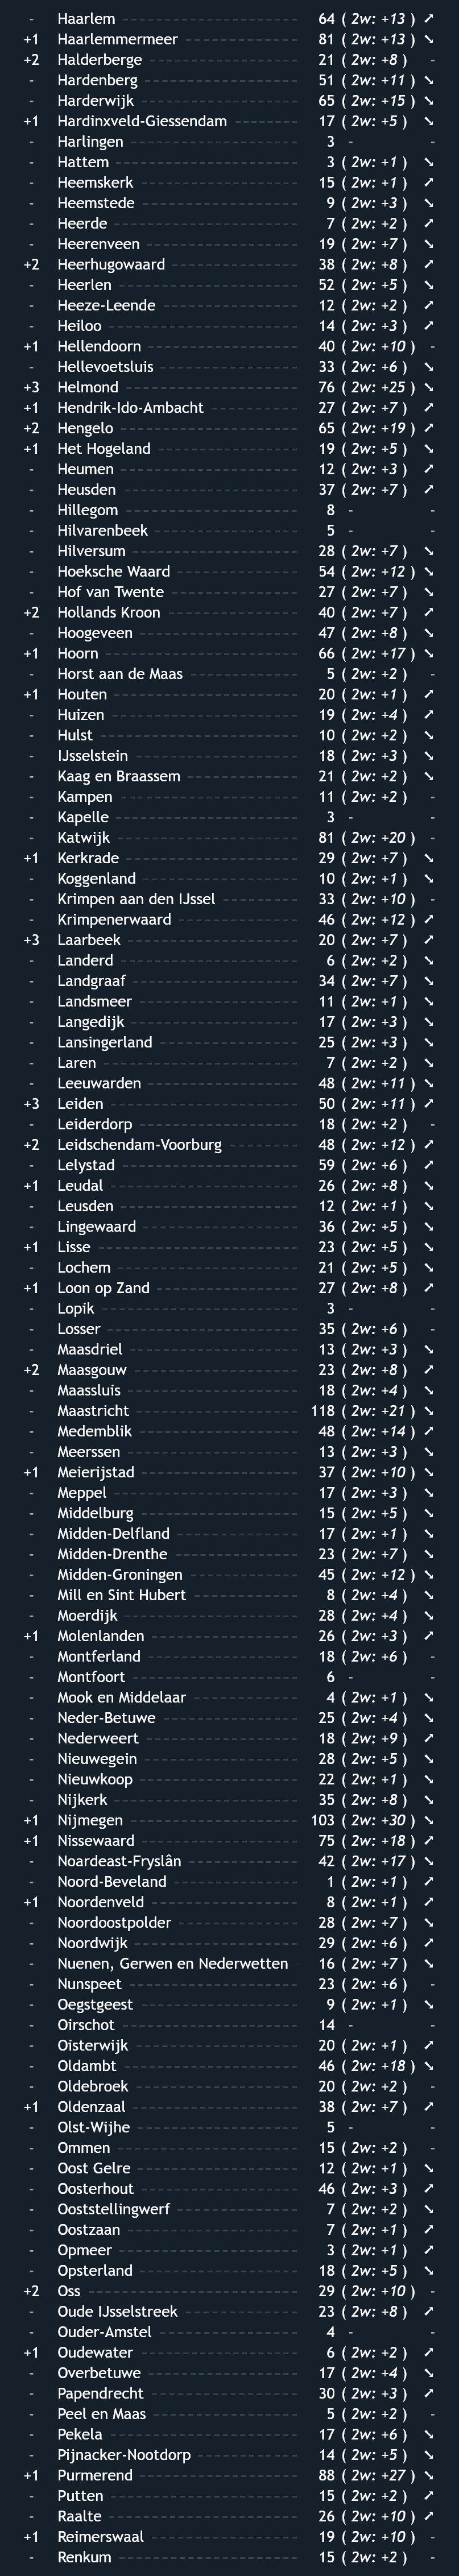 - Haarlem 64 ( 2w: +13 ) ↗
+1 Haarlemmermeer 81 ( 2w: +13 ) ↘
+2 Halderberge 21 ( 2w: +8 ) -
- Hardenberg 51 ( 2w: +11 ) ↘
- Harderwijk 65 ( 2w: +15 ) ↘
+1 Hardinxveld-Giessendam 17 ( 2w: +5 ) ↘
- Harlingen 3 - -
- Hattem 3 ( 2w: +1 ) ↘
- Heemskerk 15 ( 2w: +1 ) ↗
- Heemstede 9 ( 2w: +3 ) ↘
- Heerde 7 ( 2w: +2 ) ↗
- Heerenveen 19 ( 2w: +7 ) ↘
+2 Heerhugowaard 38 ( 2w: +8 ) ↗
- Heerlen 52 ( 2w: +5 ) ↘
- Heeze-Leende 12 ( 2w: +2 ) ↗
- Heiloo 14 ( 2w: +3 ) ↗
+1 Hellendoorn 40 ( 2w: +10 ) -
- Hellevoetsluis 33 ( 2w: +6 ) ↘
+3 Helmond 76 ( 2w: +25 ) ↘
+1 Hendrik-Ido-Ambacht 27 ( 2w: +7 ) ↗
+2 Hengelo 65 ( 2w: +19 ) ↗
+1 Het Hogeland 19 ( 2w: +5 ) ↘
- Heumen 12 ( 2w: +3 ) ↗
- Heusden 37 ( 2w: +7 ) ↗
- Hillegom 8 - -
- Hilvarenbeek 5 - -
- Hilversum 28 ( 2w: +7 ) ↘
- Hoeksche Waard 54 ( 2w: +12 ) ↘
- Hof van Twente 27 ( 2w: +7 ) ↘
+2 Hollands Kroon 40 ( 2w: +7 ) ↗
- Hoogeveen 47 ( 2w: +8 ) ↘
+1 Hoorn 66 ( 2w: +17 ) ↘
- Horst aan de Maas 5 ( 2w: +2 ) -
+1 Houten 20 ( 2w: +1 ) ↗
- Huizen 19 ( 2w: +4 ) ↗
- Hulst 10 ( 2w: +2 ) ↘
- IJsselstein 18 ( 2w: +3 ) ↘
- Kaag en Braassem 21 ( 2w: +2 ) ↘
- Kampen 11 ( 2w: +2 ) -
- Kapelle 3 - -
- Katwijk 81 ( 2w: +20 ) -
+1 Kerkrade 29 ( 2w: +7 ) ↘
- Koggenland 10 ( 2w: +1 ) ↘
- Krimpen aan den IJssel 33 ( 2w: +10 ) -
- Krimpenerwaard 46 ( 2w: +12 ) ↗
+3 Laarbeek 20 ( 2w: +7 ) ↗
- Landerd 6 ( 2w: +2 ) ↘
- Landgraaf 34 ( 2w: +7 ) ↘
- Landsmeer 11 ( 2w: +1 ) ↘
- Langedijk 17 ( 2w: +3 ) ↘
- Lansingerland 25 ( 2w: +3 ) ↘
- Laren 7 ( 2w: +2 ) ↘
- Leeuwarden 48 ( 2w: +11 ) ↘
+3 Leiden 50 ( 2w: +11 ) ↗
- Leiderdorp 18 ( 2w: +2 ) -
+2 Leidschendam-Voorburg 48 ( 2w: +12 ) ↗
- Lelystad 59 ( 2w: +6 ) ↗
+1 Leudal 26 ( 2w: +8 ) ↘
- Leusden 12 ( 2w: +1 ) ↘
- Lingewaard 36 ( 2w: +5 ) ↘
+1 Lisse 23 ( 2w: +5 ) ↘
- Lochem 21 ( 2w: +5 ) ↘
+1 Loon op Zand 27 ( 2w: +8 ) ↗
- Lopik 3 - -
- Losser 35 ( 2w: +6 ) -
- Maasdriel 13 ( 2w: +3 ) ↘
+2 Maasgouw 23 ( 2w: +8 ) ↗
- Maassluis 18 ( 2w: +4 ) ↘
- Maastricht 118 ( 2w: +21 ) ↘
- Medemblik 48 ( 2w: +14 ) ↗
- Meerssen 13 ( 2w: +3 ) ↘
+1 Meierijstad 37 ( 2w: +10 ) ↘
- Meppel 17 ( 2w: +3 ) ↘
- Middelburg 15 ( 2w: +5 ) ↘
- Midden-Delfland 17 ( 2w: +1 ) ↘
- Midden-Drenthe 23 ( 2w: +7 ) ↘
- Midden-Groningen 45 ( 2w: +12 ) ↘
- Mill en Sint Hubert 8 ( 2w: +4 ) ↘
- Moerdijk 28 ( 2w: +4 ) ↘
+1 Molenlanden 26 ( 2w: +3 ) ↗
- Montferland 18 ( 2w: +6 ) -
- Montfoort 6 - -
- Mook en Middelaar 4 ( 2w: +1 ) ↘
- Neder-Betuwe 25 ( 2w: +4 ) ↘
- Nederweert 18 ( 2w: +9 ) ↗
- Nieuwegein 28 ( 2w: +5 ) ↘
- Nieuwkoop 22 ( 2w: +1 ) ↘
- Nijkerk 35 ( 2w: +8 ) ↘
+1 Nijmegen 103 ( 2w: +30 ) ↘
+1 Nissewaard 75 ( 2w: +18 ) ↗
- Noardeast-Fryslân 42 ( 2w: +17 ) ↘
- Noord-Beveland 1 ( 2w: +1 ) ↗
+1 Noordenveld 8 ( 2w: +1 ) ↗
- Noordoostpolder 28 ( 2w: +7 ) ↘
- Noordwijk 29 ( 2w: +6 ) ↗
- Nuenen, Gerwen en Nederwetten 16 ( 2w: +7 ) ↘
- Nunspeet 23 ( 2w: +6 ) -
- Oegstgeest 9 ( 2w: +1 ) ↘
- Oirschot 14 - -
- Oisterwijk 20 ( 2w: +1 ) ↗
- Oldambt 46 ( 2w: +18 ) ↘
- Oldebroek 20 ( 2w: +2 ) -
+1 Oldenzaal 38 ( 2w: +7 ) ↗
- Olst-Wijhe 5 - -
- Ommen 15 ( 2w: +2 ) -
- Oost Gelre 12 ( 2w: +1 ) ↘
- Oosterhout 46 ( 2w: +3 ) ↗
- Ooststellingwerf 7 ( 2w: +2 ) ↘
- Oostzaan 7 ( 2w: +1 ) ↗
- Opmeer 3 ( 2w: +1 ) ↗
- Opsterland 18 ( 2w: +5 ) ↘
+2 Oss 29 ( 2w: +10 ) -
- Oude IJsselstreek 23 ( 2w: +8 ) ↗
- Ouder-Amstel 4 - -
+1 Oudewater 6 ( 2w: +2 ) ↗
- Overbetuwe 17 ( 2w: +4 ) ↘
- Papendrecht 30 ( 2w: +3 ) ↗
- Peel en Maas 5 ( 2w: +2 ) -
- Pekela 17 ( 2w: +6 ) ↘
- Pijnacker-Nootdorp 14 ( 2w: +5 ) ↘
+1 Purmerend 88 ( 2w: +27 ) ↘
- Putten 15 ( 2w: +2 ) ↗
- Raalte 26 ( 2w: +10 ) ↗
+1 Reimerswaal 19 ( 2w: +10 ) -
- Renkum 15 ( 2w: +2 ) -